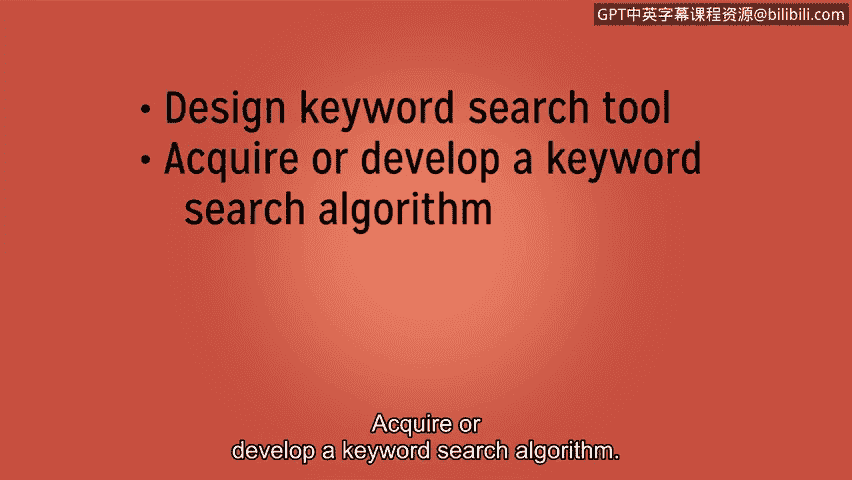 GPT中英字幕课程资源@bilibili.com
• Design keyword search tool
• Acquire or develop a keyword
search algorithm
Acquire or
develop a keyword search algorithm.